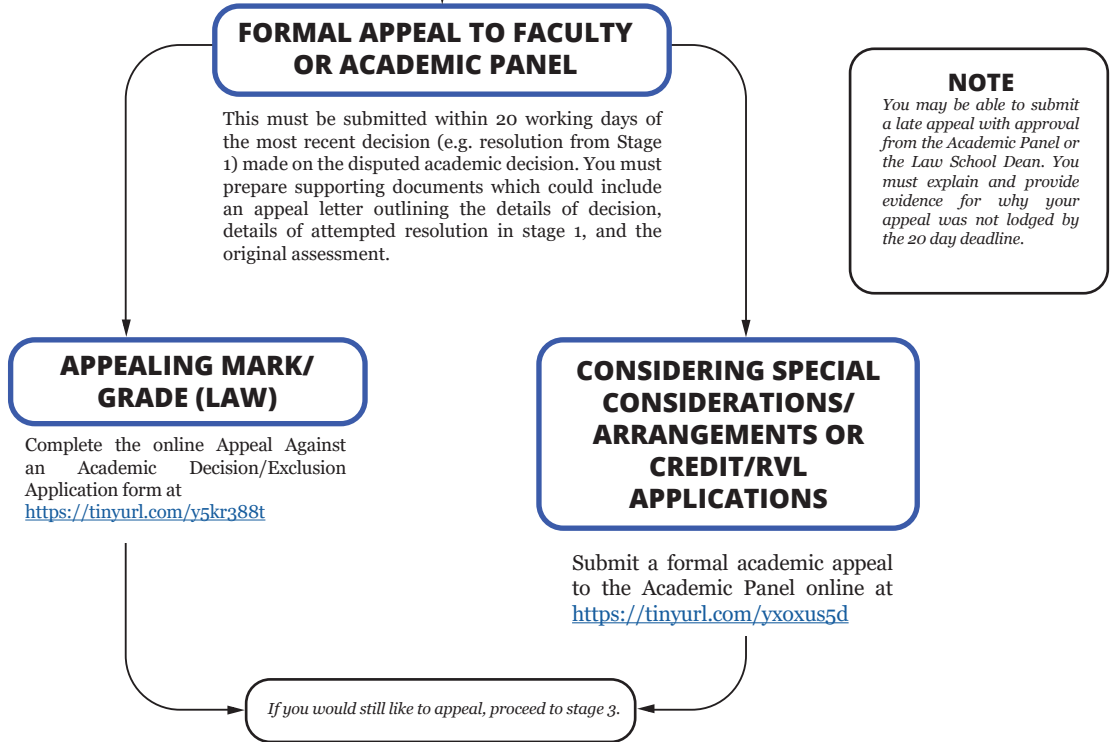 FORMAL APPEAL TO FACULTY
OR ACADEMIC PANEL
This must be submitted within 20 working days of
the most recent decision (e.g. resolution from Stage
1) made on the disputed academic decision. You must
prepare supporting documents which could include
an appeal letter outlining the details of decision,
details of attempted resolution in stage 1, and the
original assessment.
NOTE
You may be able to submit
a late appeal with approval
from the Academic Panel or
the Law School Dean. You
must explain and provide
evidence for why your
appeal was not lodged by
the 20 day deadline.
APPEALING MARK/
GRADE (LAW)
Complete the online Appeal Against
an Academic Decision/Exclusion
Application form at
https://tinyurl.com/y5kr388t
CONSIDERING SPECIAL
CONSIDERATIONS/
ARRANGEMENTS OR
CREDIT/RVL
APPLICATIONS
Submit a formal academic appeal
to the Academic Panel online at
https://tinyurl.com/yxoxus5d
If you would still like to appeal, proceed to stage 3.